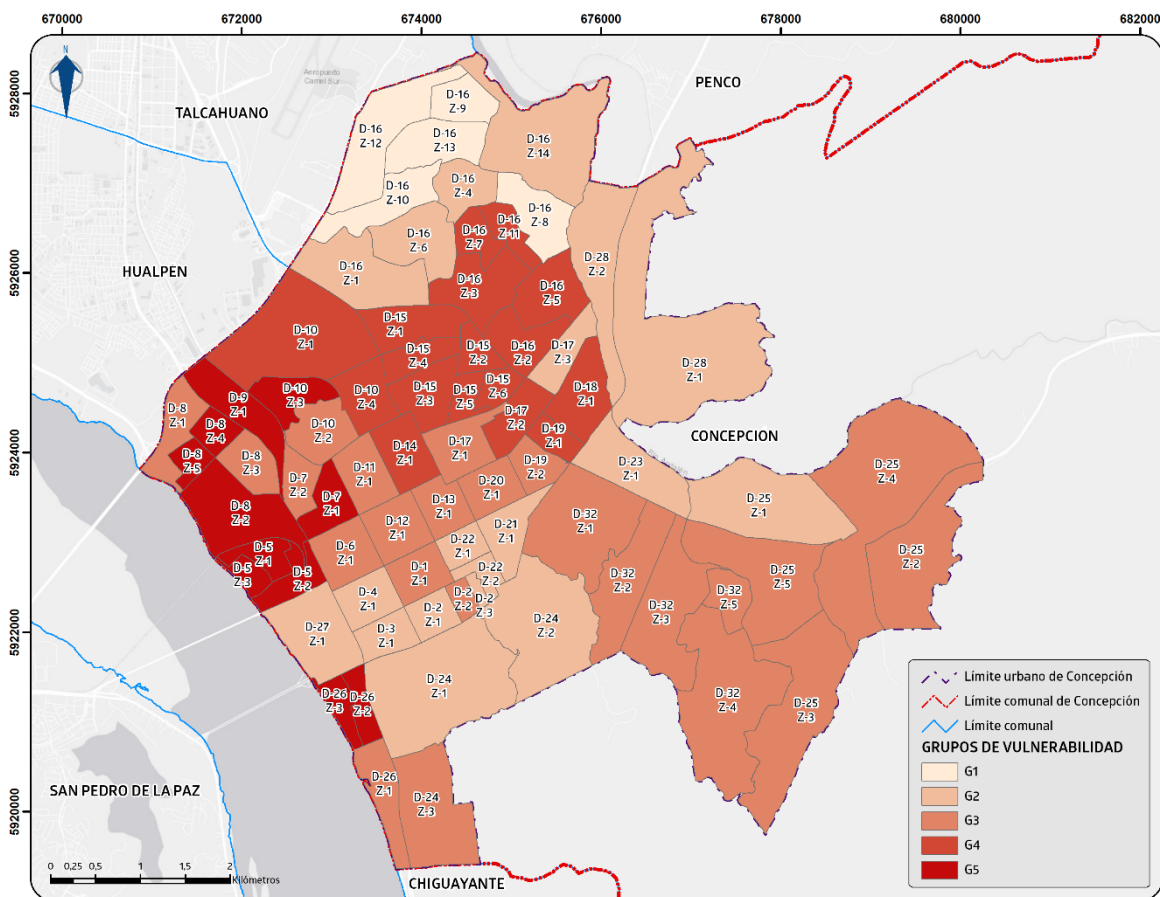 670000
672000
674000
676000
678000
680000
682000
5928000
5926000
5924000
5922000
5920000
N
Aeropuerto
Carriel Sur
TALCAHUANO
PENCO
HUALPEN
CONCEPCION
SAN PEDRO DE LA PAZ
CHIGUAYANTE
D-16
Z-9
D-16
Z-12
D-16
Z-13
D-16
Z-14
D-16
Z-10
D-16
Z-4
D-16
Z-8
D-16
Z-7
D-16
Z-11
D-16
Z-6
D-28
Z-2
D-16
Z-1
D-16
Z-3
D-16
Z-5
D-10
Z-1
D-15
Z-1
D-15
Z-4
D-15
Z-2
D-16
Z-2
D-17
Z-3
D-28
Z-1
D-9
Z-1
D-10
Z-3
D-10
Z-4
D-15
Z-3
D-15
Z-5
D-15
Z-6
D-18
Z-1
D-8
Z-1
D-8
Z-4
D-10
Z-2
D-17
Z-2
D-19
Z-1
D-8
Z-5
D-8
Z-3
D-14
Z-1
D-17
Z-1
D-7
Z-2
D-11
Z-1
D-19
Z-2
D-23
Z-1
D-25
Z-4
D-7
Z-1
D-20
Z-1
D-25
Z-1
D-8
Z-2
D-13
Z-1
D-12
Z-1
D-32
Z-1
D-21
Z-1
D-5
Z-1
D-6
Z-1
D-22
Z-1
D-25
Z-2
D-5
Z-3
D-5
Z-2
D-1
Z-1
D-22
Z-2
D-32
Z-2
D-25
Z-5
D-4
Z-1
D-2
Z-2
D-2
Z-3
D-32
Z-3
D-32
Z-5
D-27
Z-1
D-3
Z-1
D-2
Z-1
D-24
Z-2
D-26
Z-3
D-26
Z-2
D-24
Z-1
D-32
Z-4
D-25
Z-3
D-26
Z-1
D-24
Z-3
Límite urbano de Concepción
Límite comunal de Concepción
Límite comunal
GRUPOS DE VULNERABILIDAD
G1
G2
G3
G4
G5
0 0,25 0,5 1 1,5 2
Kilómetros